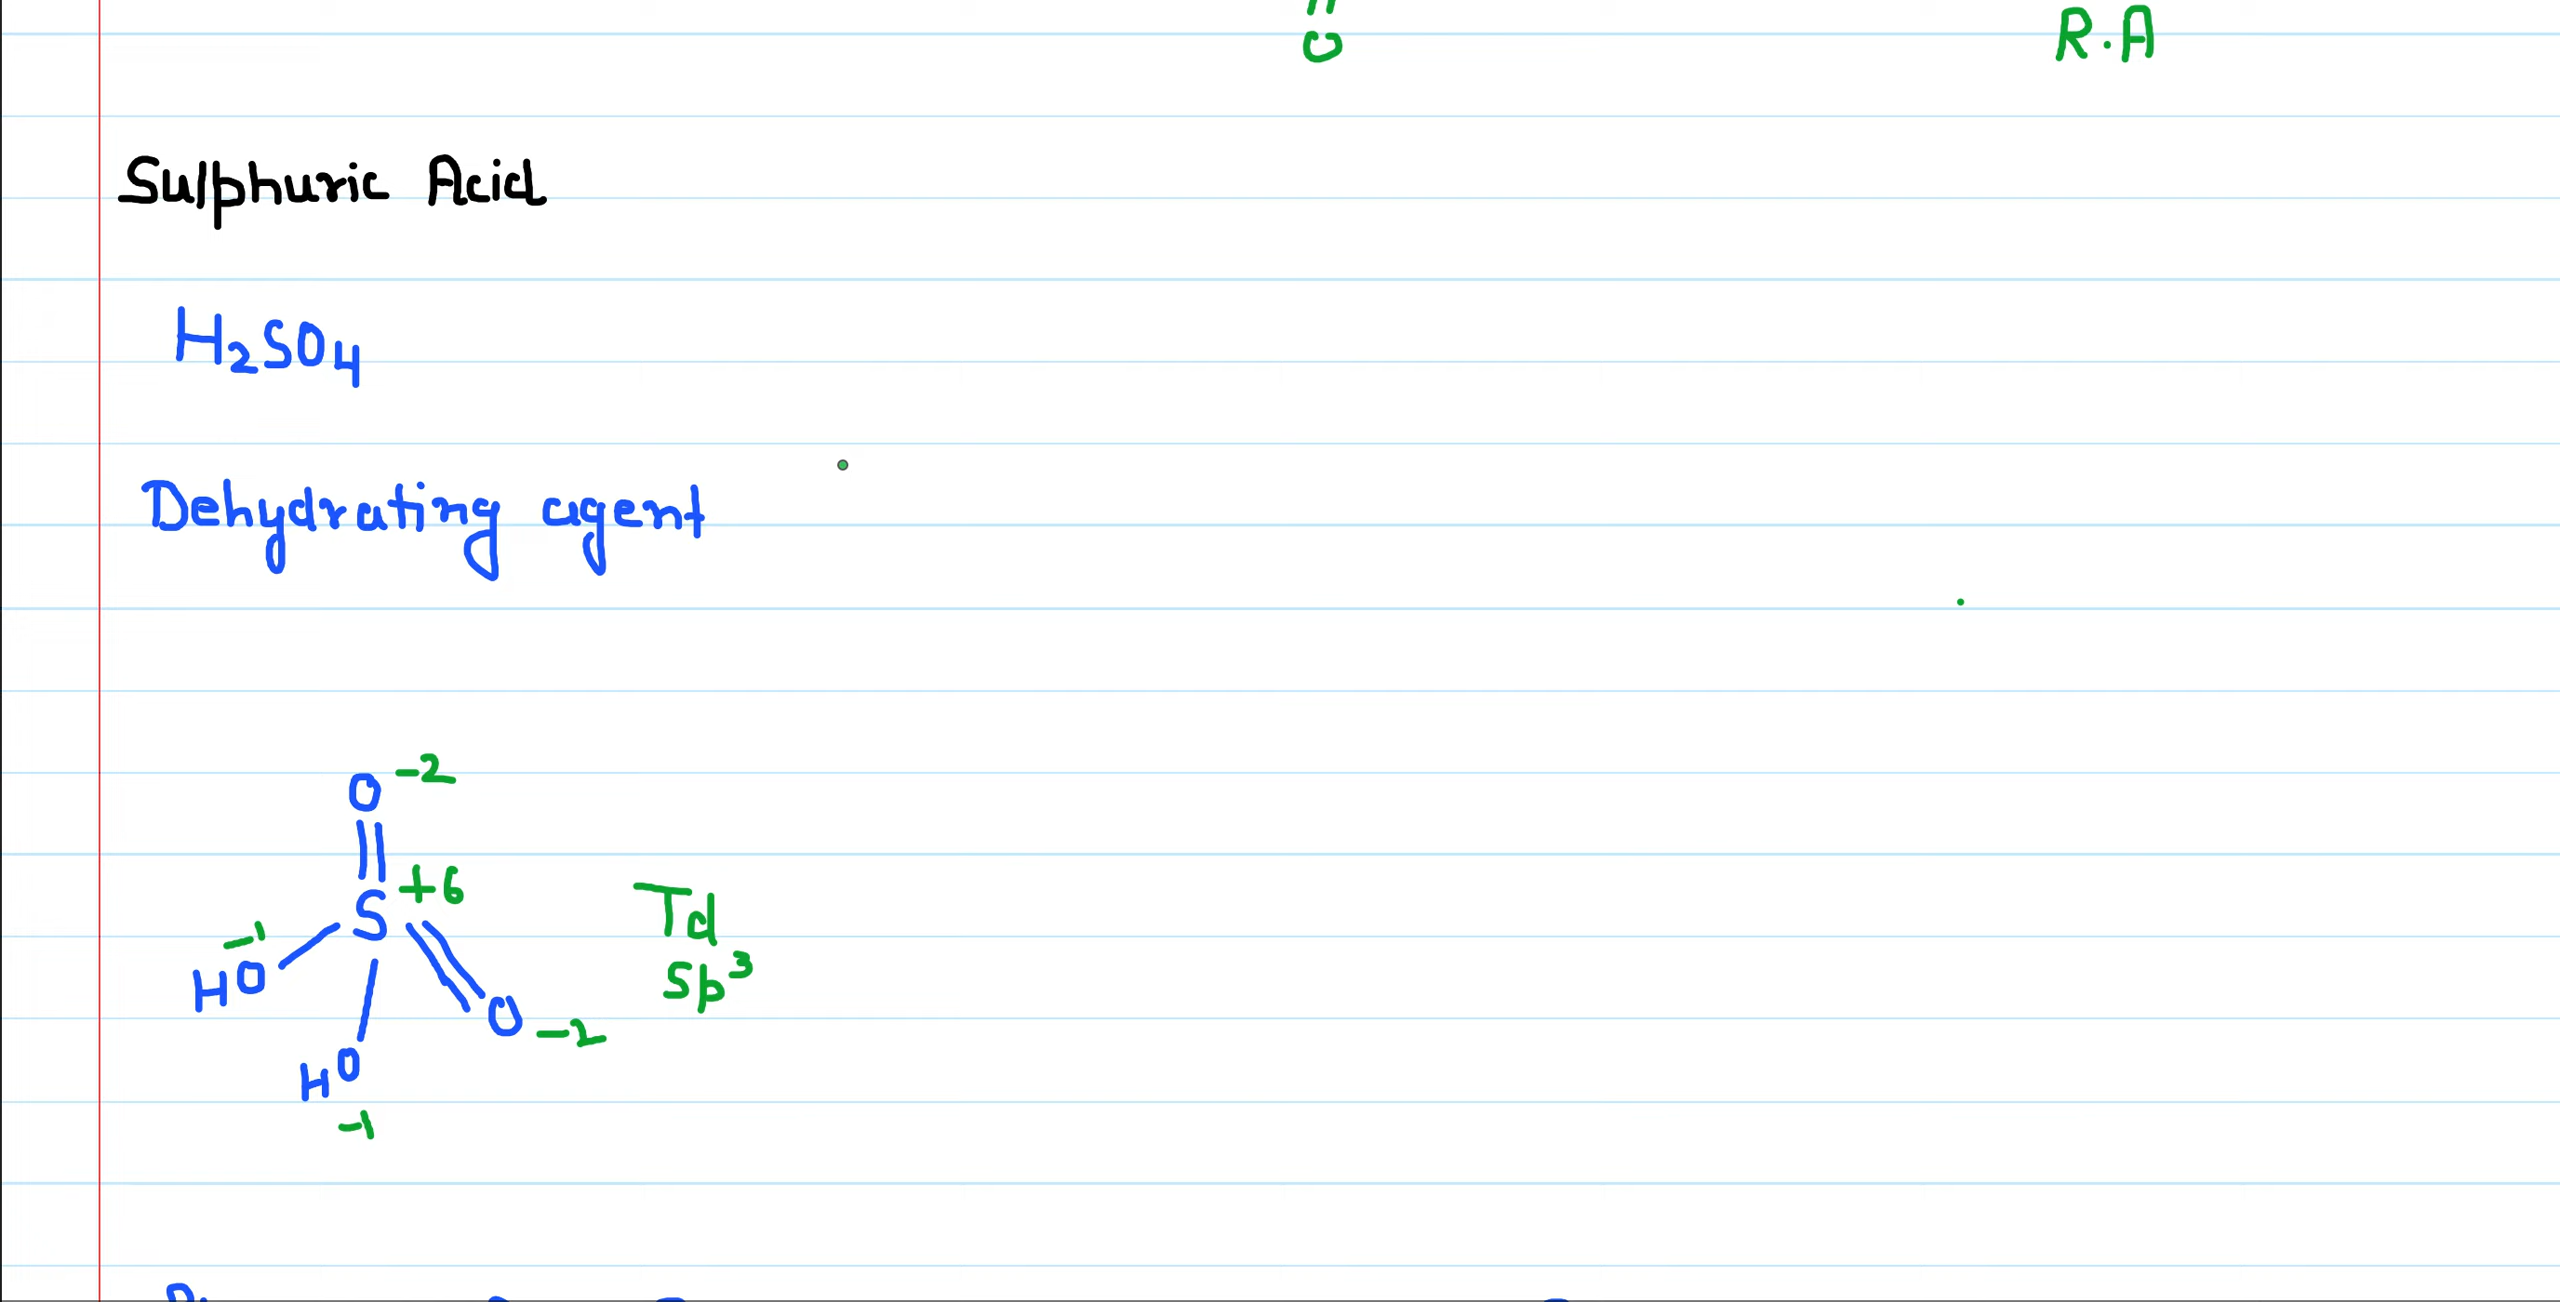 O R.A
Sulphuric Acid
H₂SO₄
Dehydrating agent
O -2
S +6
-1 Td
HO sp³
O -2
HO
-1